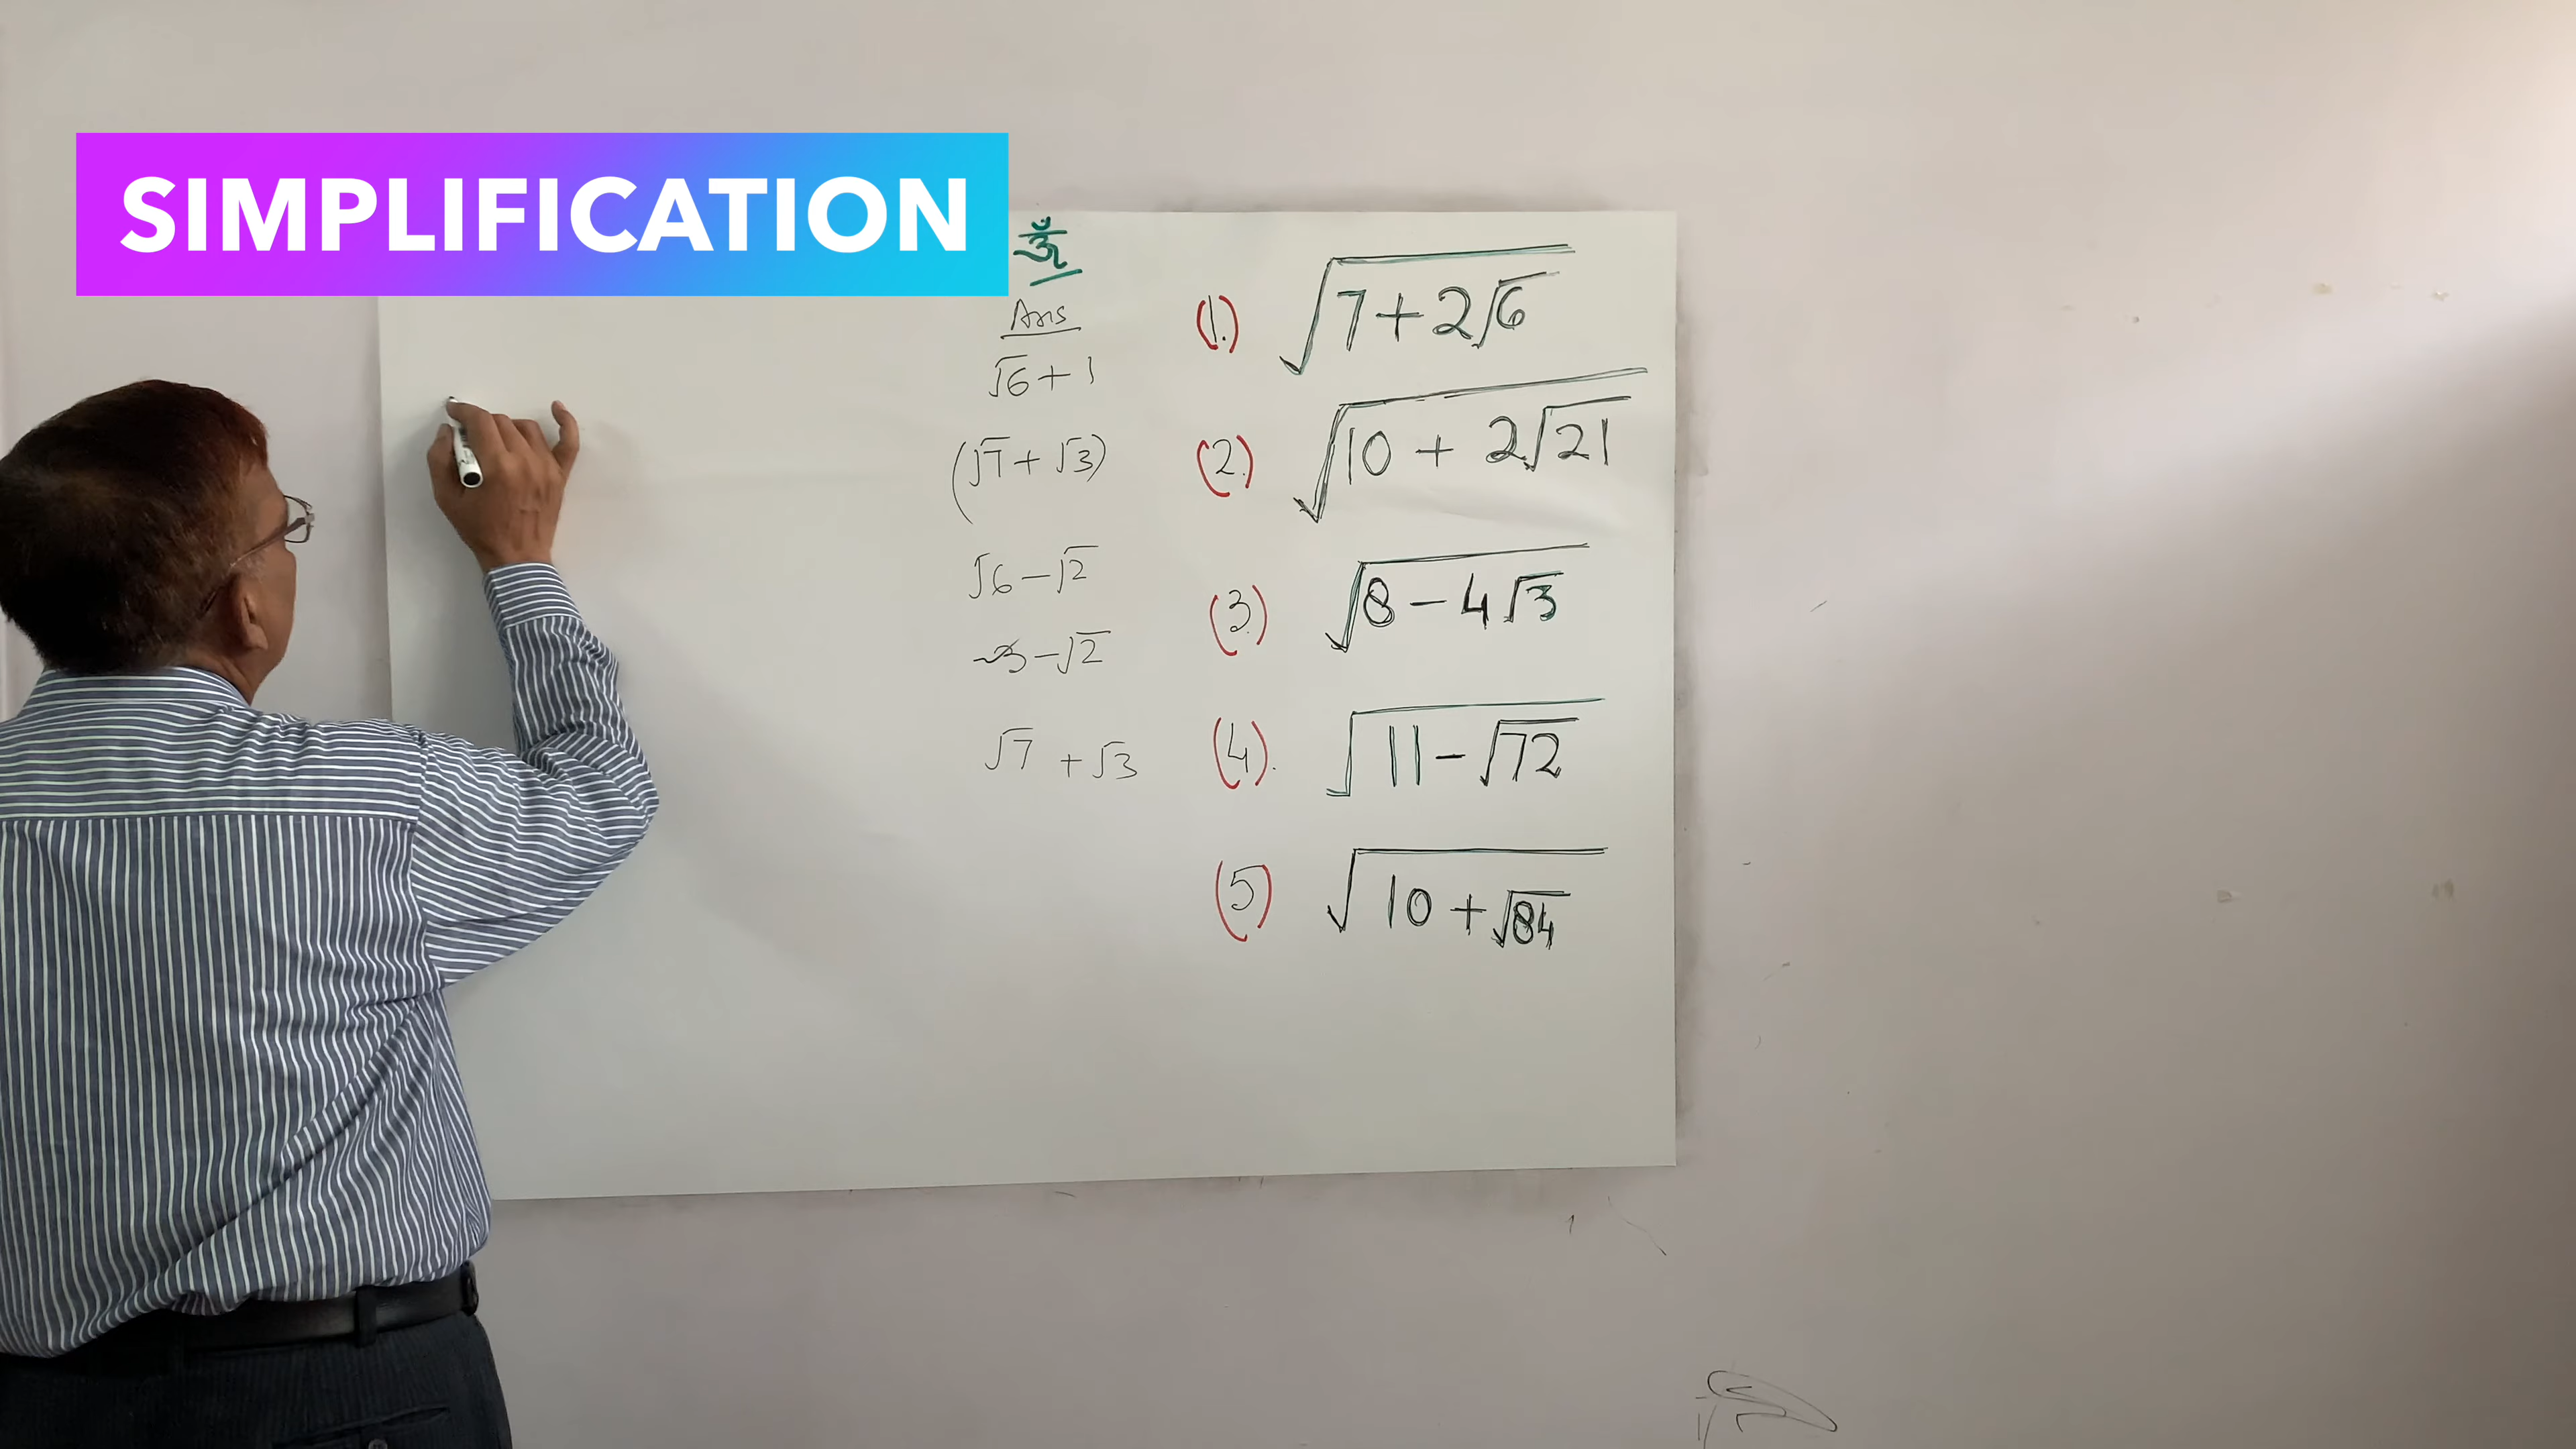 SIMPLIFICATION
ॐ
Ans
√6 + 1
(√7 + √3)
√6 − √2
3 − √2
√7 + √3
(1.) √(7 + 2√6)
(2.) √(10 + 2√21)
(3.) √(8 − 4√3)
(4). √(11 − √72)
(5) √(10 + √84)